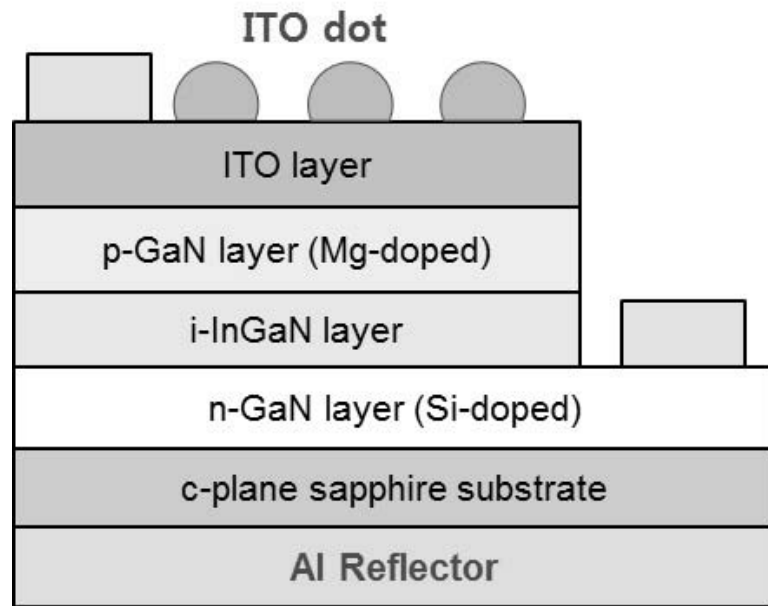 ITO dot
ITO layer
p-GaN layer (Mg-doped)
i-InGaN layer
n-GaN layer (Si-doped)
c-plane sapphire substrate
Al Reflector